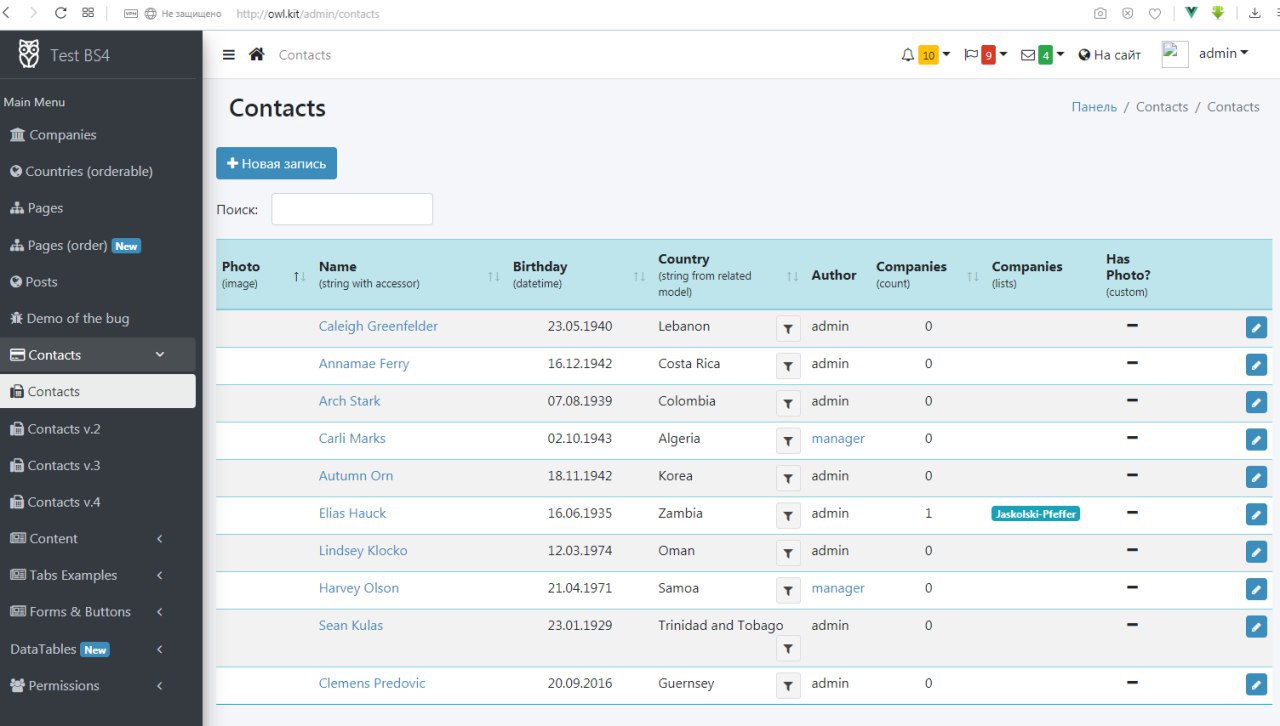 VPN Не защищено http://owl.kit/admin/contacts
Test BS4
Contacts
10
9
4
На сайт
admin
Main Menu
Companies
Countries (orderable)
Pages
Pages (order) New
Posts
Demo of the bug
Contacts
Contacts
Contacts v.2
Contacts v.3
Contacts v.4
Content
Tabs Examples
Forms & Buttons
DataTables New
Permissions
Contacts
Панель / Contacts / Contacts
Новая запись
Поиск:
Photo (image)
Name (string with accessor)
Birthday (datetime)
Country (string from related model)
Author
Companies (count)
Companies (lists)
Has Photo? (custom)
Caleigh Greenfelder 23.05.1940 Lebanon admin 0
Annamae Ferry 16.12.1942 Costa Rica admin 0
Arch Stark 07.08.1939 Colombia admin 0
Carli Marks 02.10.1943 Algeria manager 0
Autumn Orn 18.11.1942 Korea admin 0
Elias Hauck 16.06.1935 Zambia admin 1 Jaskolski-Pfeffer
Lindsey Klocko 12.03.1974 Oman admin 0
Harvey Olson 21.04.1971 Samoa manager 0
Sean Kulas 23.01.1929 Trinidad and Tobago admin 0
Clemens Predovic 20.09.2016 Guernsey admin 0